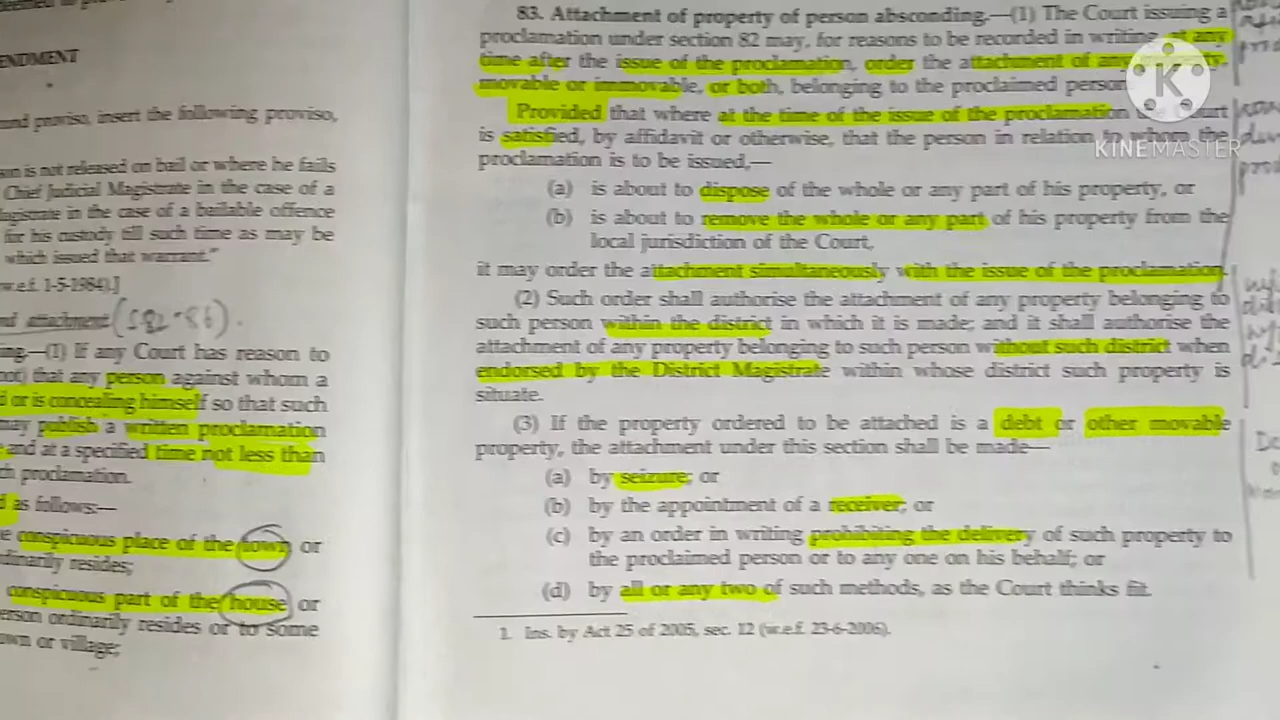 ENDMENT
ond proviso, insert the following proviso,
son is not released on bail or where he fails
Chief Judicial Magistrate in the case of a
Magistrate in the case of a bailable offence
for his custody till such time as may be
which issued that warrant."
w.e.f. 1-5-1984).]
nd attachment (S82-86).
ing.—(1) If any Court has reason to
not) that any person against whom a
d or is concealing himself so that such
may publish a written proclamation
and at a specified time not less than
ch proclamation.
d as follows:—
e conspicuous place of the town or
dinarily resides;
conspicuous part of the house or
erson ordinarily resides or to some
own or village;
83. Attachment of property of person absconding.—(1) The Court issuing a
proclamation under section 82 may, for reasons to be recorded in writing, at any
time after the issue of the proclamation, order the attachment of any property,
movable or immovable, or both, belonging to the proclaimed person
Provided that where at the time of the issue of the proclamation the Court
is satisfied, by affidavit or otherwise, that the person in relation to whom the
proclamation is to be issued,—
(a) is about to dispose of the whole or any part of his property, or
(b) is about to remove the whole or any part of his property from the
local jurisdiction of the Court,
it may order the attachment simultaneously with the issue of the proclamation.
(2) Such order shall authorise the attachment of any property belonging to
such person within the district in which it is made; and it shall authorise the
attachment of any property belonging to such person without such district when
endorsed by the District Magistrate within whose district such property is
situate.
(3) If the property ordered to be attached is a debt or other movable
property, the attachment under this section shall be made—
(a) by seizure; or
(b) by the appointment of a receiver; or
(c) by an order in writing prohibiting the delivery of such property to
the proclaimed person or to any one on his behalf; or
(d) by all or any two of such methods, as the Court thinks fit.
1. Ins. by Act 25 of 2005, sec. 12 (w.e.f. 23-6-2006).
K
KINEMASTER